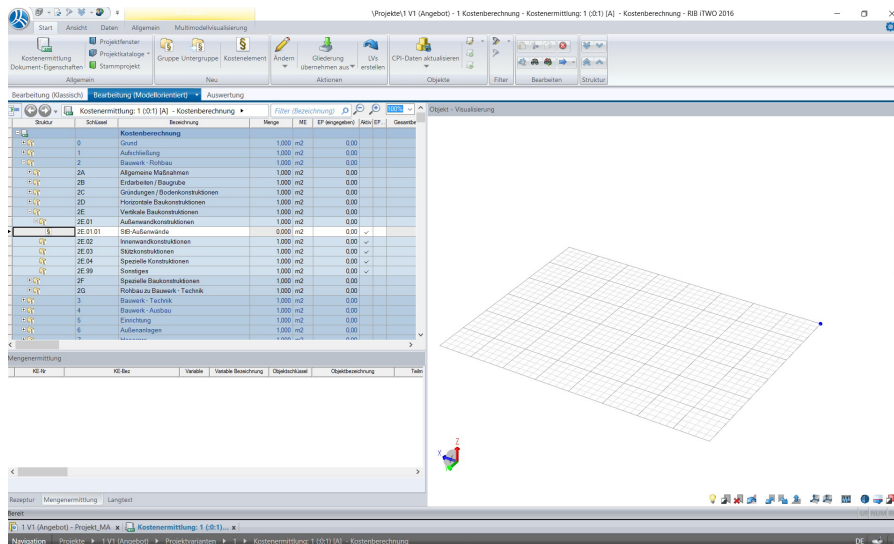 \Projekte\1 V1 (Angebot) - 1 Kostenberechnung - Kostenermittlung: 1 (:0:1) [A] - Kostenberechnung - RIB iTWO 2016
Start Ansicht Daten Allgemein Multimodellvisualisierung
Kostenermittlung Dokument-Eigenschaften
Projektfenster
Projektkataloge
Stammprojekt
Gruppe Untergruppe Kostenelement
Ändern
Gliederung übernehmen aus
LVs erstellen
CPI-Daten aktualisieren
Allgemein Neu Aktionen Objekte Filter Bearbeiten Struktur
Bearbeitung (Klassisch) Bearbeitung (Modellorientiert) Auswertung
Kostenermittlung: 1 (:0:1) [A] - Kostenberechnung Filter (Bezeichnung) 100%
Objekt - Visualisierung
Struktur Schlüssel Bezeichnung Menge ME EF (eingegeben) Aktiv EF... Gesamtbe
Kostenberechnung
0 Grund 1,000 m2 0,00
1 Aufschließung 1,000 m2 0,00
2 Bauwerk - Rohbau 1,000 m2 0,00
2A Allgemeine Maßnahmen 1,000 m2 0,00
2B Erdarbeiten / Baugrube 1,000 m2 0,00
2C Gründungen / Bodenkonstruktionen 1,000 m2 0,00
2D Horizontale Baukonstruktionen 1,000 m2 0,00
2E Vertikale Baukonstruktionen 1,000 m2 0,00
2E.01 Außenwandkonstruktionen 1,000 m2 0,00
§ 2E.01.01 StB-Außenwände 0,000 m2 0,00
2E.02 Innenwandkonstruktionen 1,000 m2 0,00
2E.03 Stützkonstruktionen 1,000 m2 0,00
2E.04 Spezielle Konstruktionen 1,000 m2 0,00
2E.99 Sonstiges 1,000 m2 0,00
2F Spezielle Baukonstruktionen 1,000 m2 0,00
2G Rohbau zu Bauwerk - Technik 1,000 m2 0,00
3 Bauwerk - Technik 1,000 m2 0,00
4 Bauwerk - Ausbau 1,000 m2 0,00
5 Einrichtung 1,000 m2 0,00
6 Außenanlagen 1,000 m2 0,00
Mengenermittlung
KE-Nr KE-Bez Variable Variable Bezeichnung Objektschlüssel Objektbezeichnung Teilm
Z
X
Rezeptur Mengenermittlung Langtext
Bereit
1 V1 (Angebot) - Projekt_MA x Kostenermittlung: 1 (:0:1)... x
Navigation Projekte 1 V1 (Angebot) Projektvarianten 1 Kostenermittlung: 1 (:0:1) [A] - Kostenberechnung DE